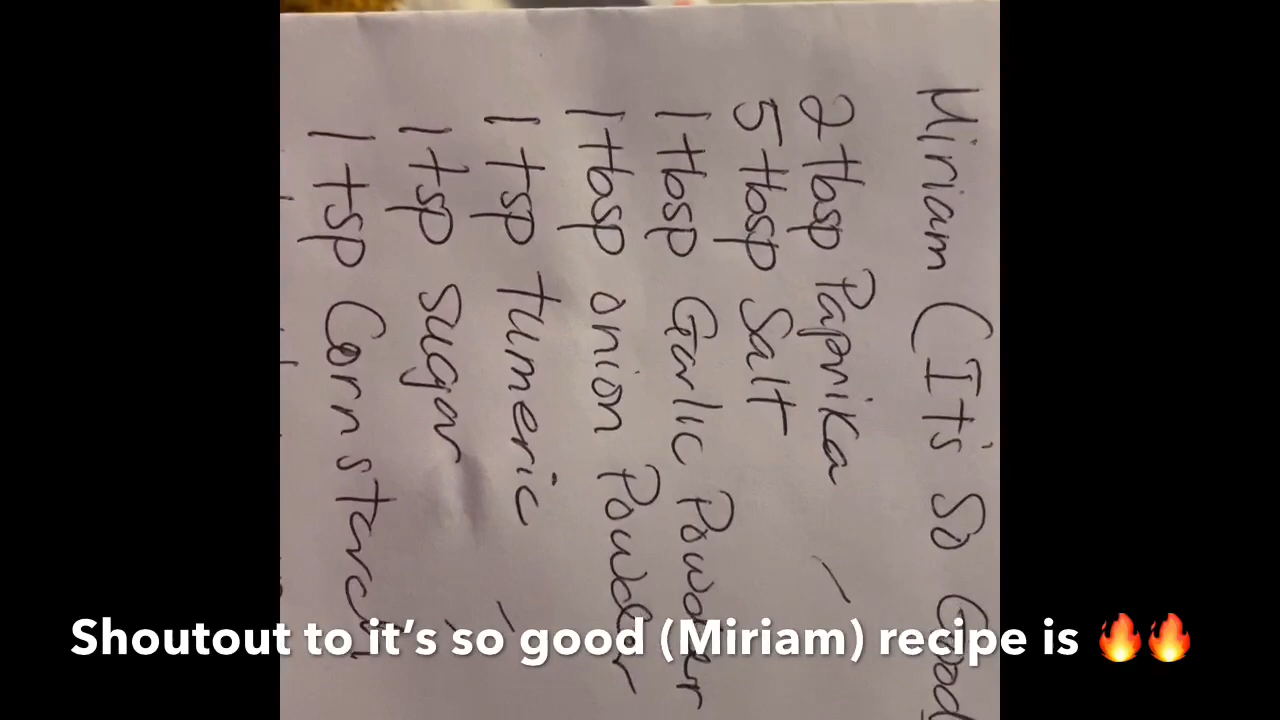 Miriam (It's So Good
2 Tbsp Paprika
5 Tbsp Salt
1 Tbsp Garlic Powder
1 Tbsp onion Powder
1 tsp tumeric
1 tsp sugar
1 tsp Cornstarch
Shoutout to it’s so good (Miriam) recipe is 🔥🔥